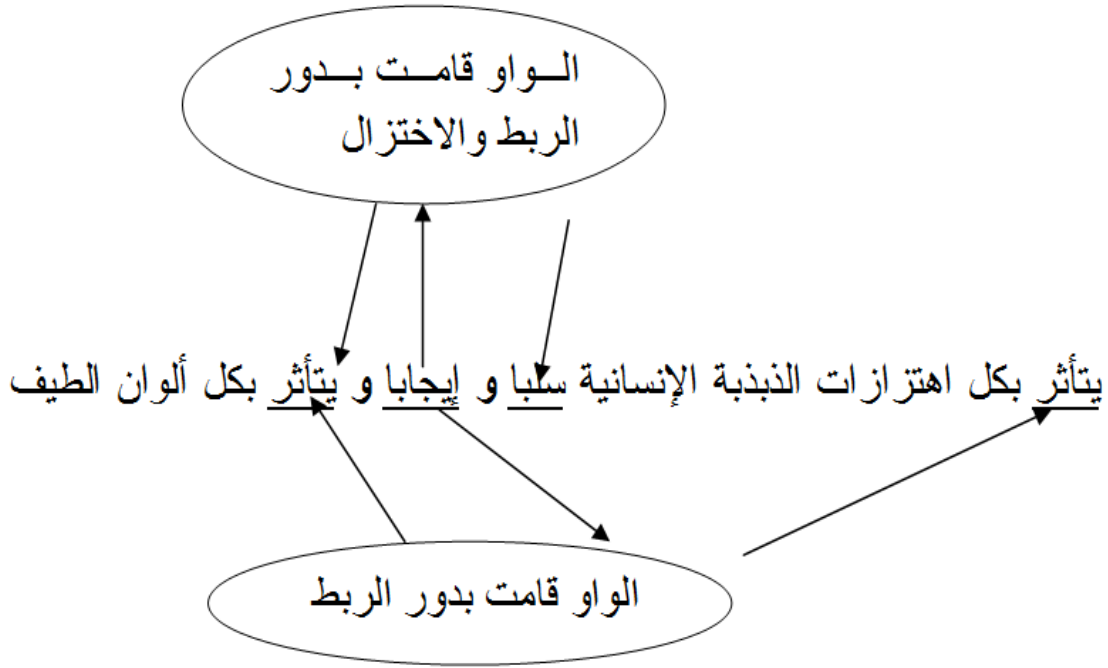 الــواو قامــت بــدور
الربط والاختزال
يتأثر بكل اهتزازات الذبذبة الإنسانية سلبا و إيجابا و يتأثر بكل ألوان الطيف
الواو قامت بدور الربط